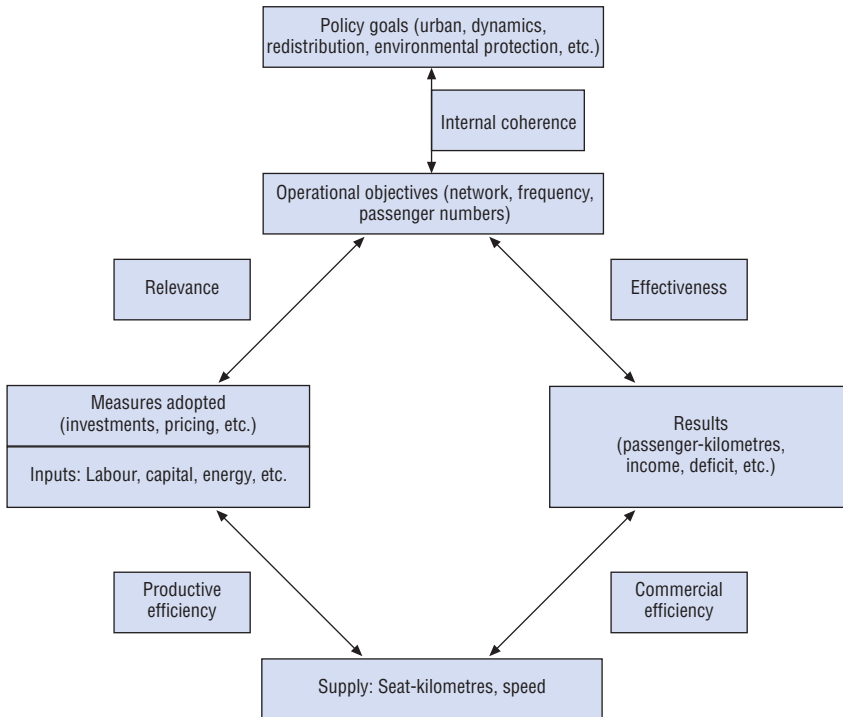 Policy goals (urban, dynamics,
redistribution, environmental protection, etc.)
Internal coherence
Operational objectives (network, frequency,
passenger numbers)
Relevance
Effectiveness
Measures adopted
(investments, pricing, etc.)
Inputs: Labour, capital, energy, etc.
Results
(passenger-kilometres,
income, deficit, etc.)
Productive
efficiency
Commercial
efficiency
Supply: Seat-kilometres, speed